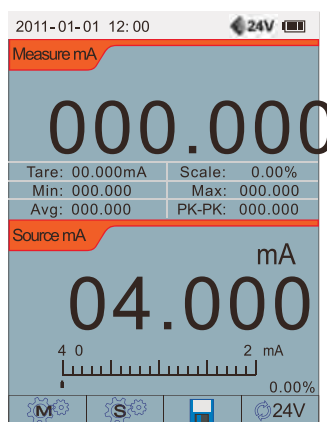 2011-01-01 12:00 24V
Measure mA
000.000
Tare: 00.000mA Scale: 0.00%
Min: 000.000 Max: 000.000
Avg: 000.000 PK-PK: 000.000
Source mA
mA
04.000
4 0 2 mA
0.00%
M S 24V